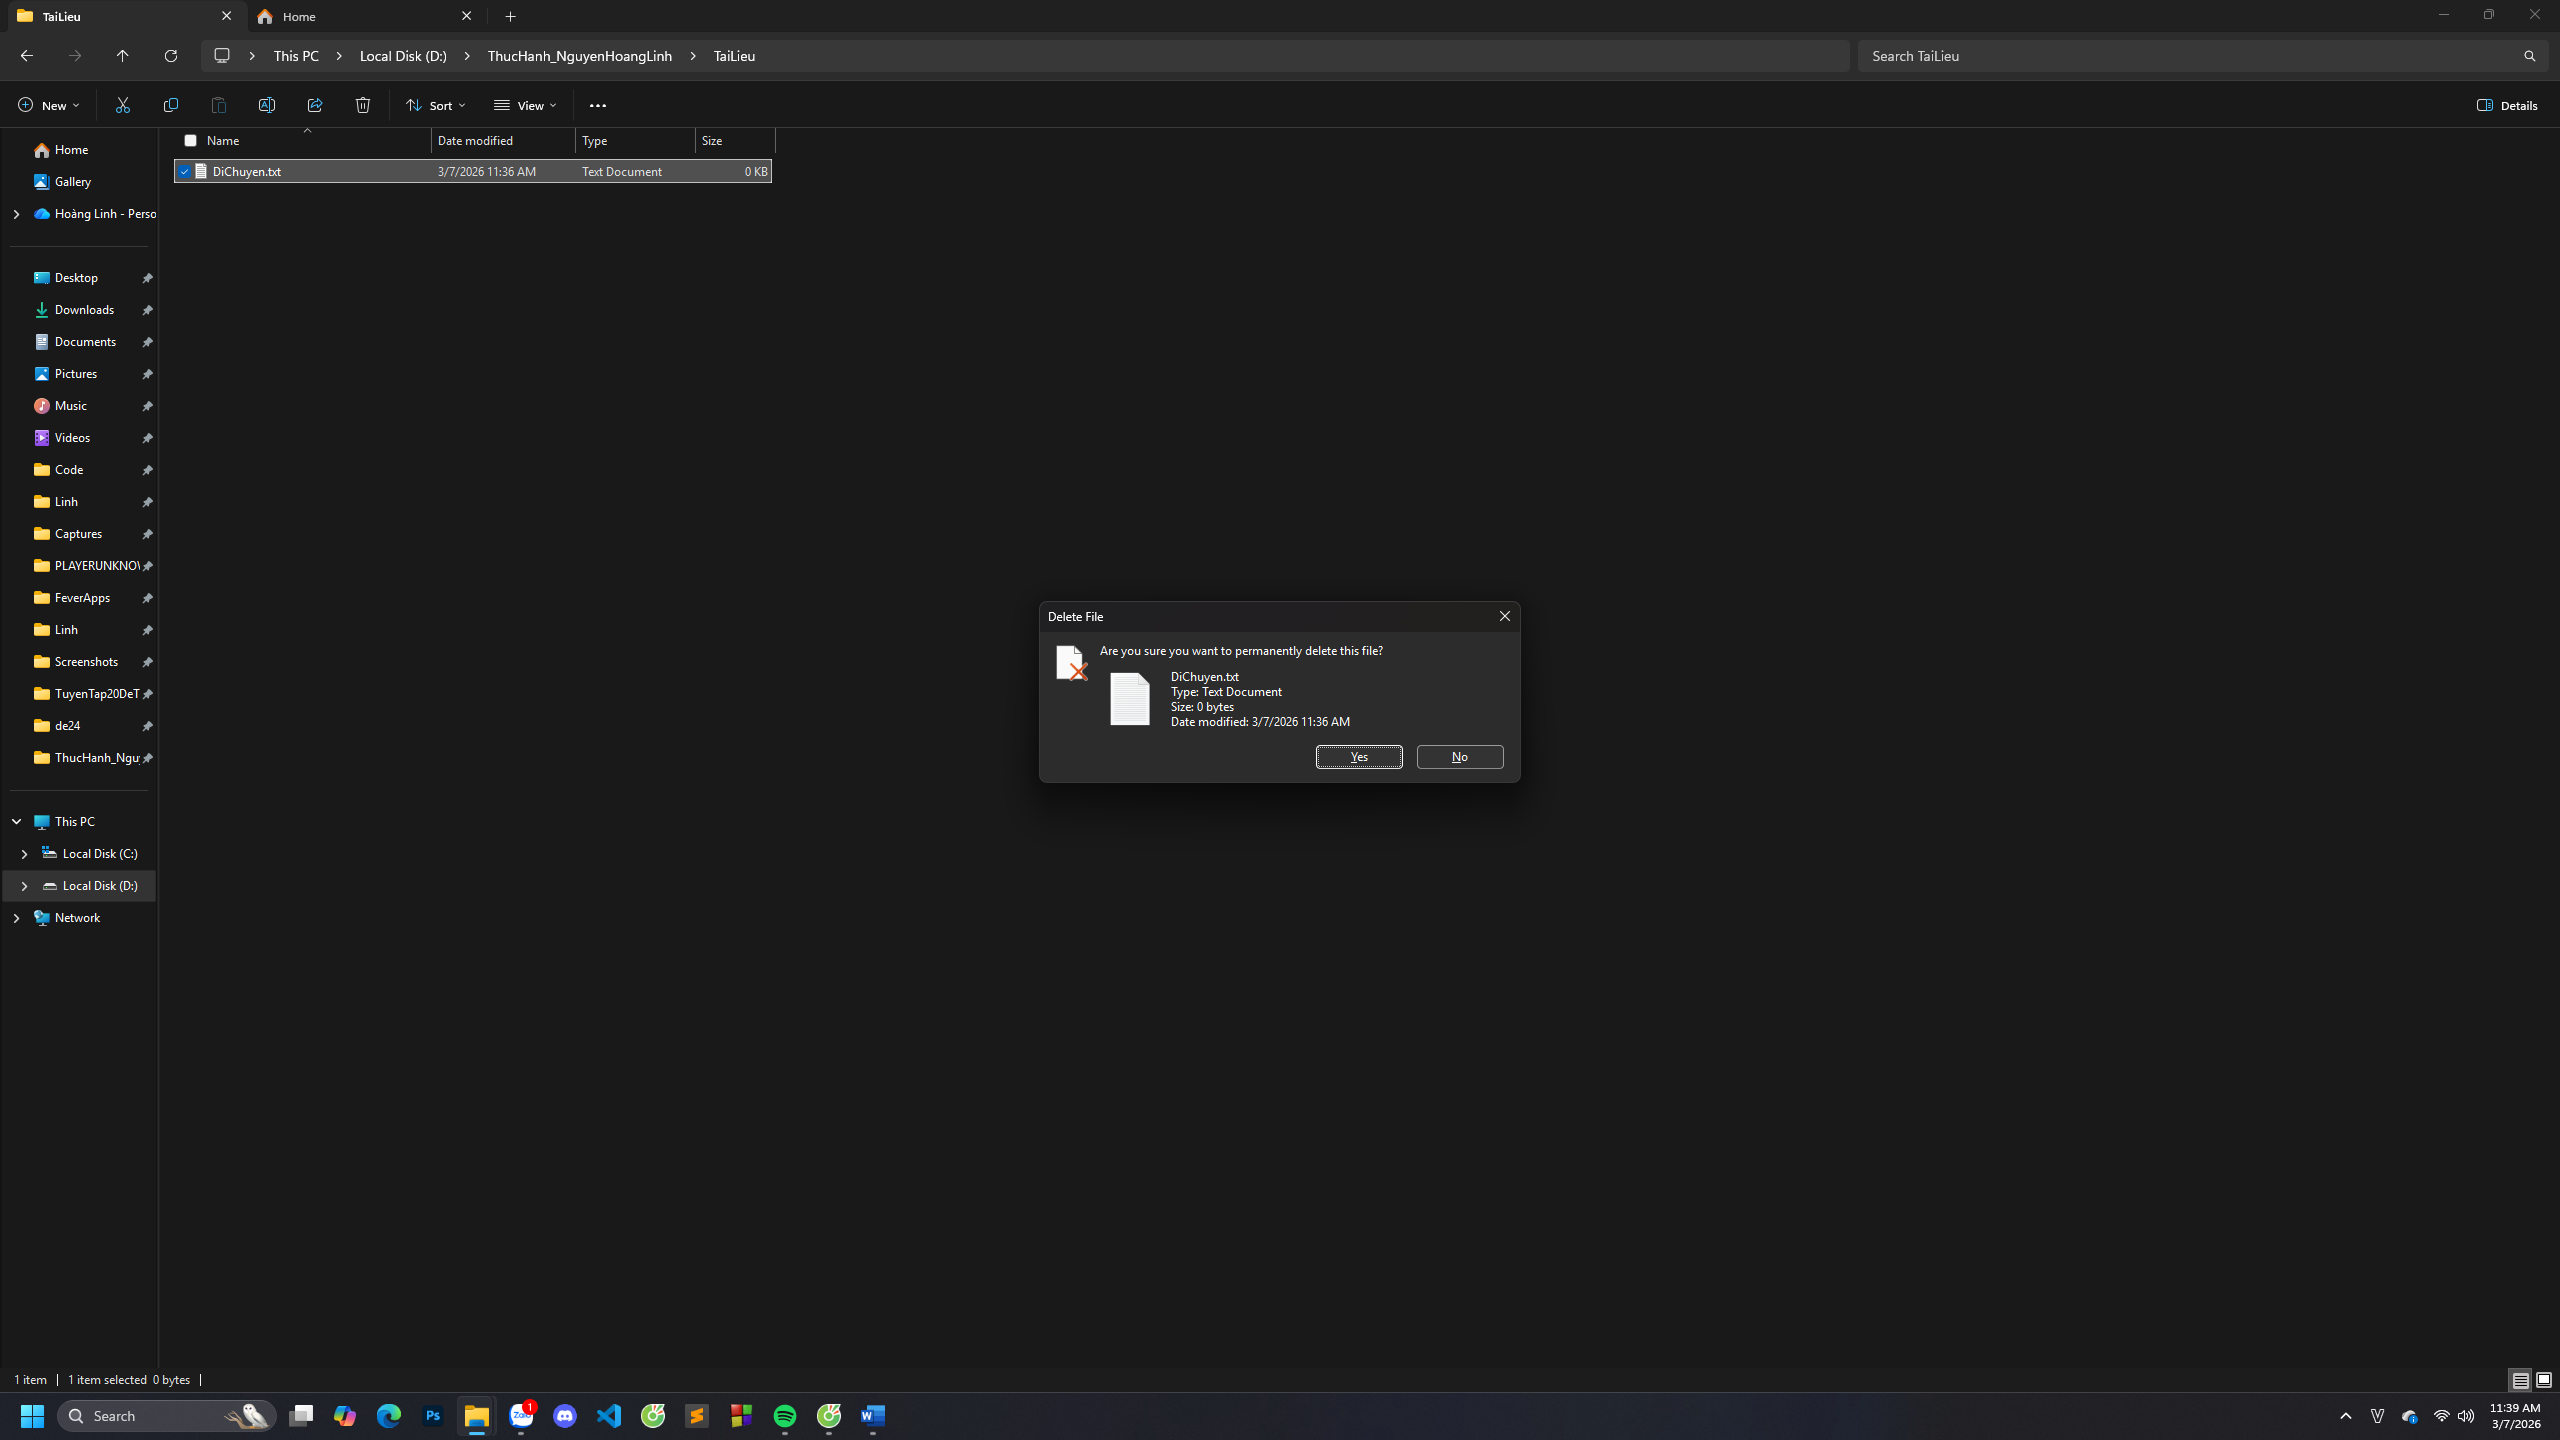 TaiLieu
Home
This PC
Local Disk (D:)
ThucHanh_NguyenHoangLinh
TaiLieu
Search TaiLieu
New
Sort
View
Details
Name
Date modified
Type
Size
DiChuyen.txt
3/7/2026 11:36 AM
Text Document
0 KB
Home
Gallery
Hoàng Linh - Perso
Desktop
Downloads
Documents
Pictures
Music
Videos
Code
Linh
Captures
PLAYERUNKNOV
FeverApps
Linh
Screenshots
TuyenTap20DeT
de24
ThucHanh_Nguy
This PC
Local Disk (C:)
Local Disk (D:)
Network
Delete File
Are you sure you want to permanently delete this file?
DiChuyen.txt
Type: Text Document
Size: 0 bytes
Date modified: 3/7/2026 11:36 AM
Yes
No
1 item
1 item selected 0 bytes
Search
Ps
Zalo
1
W
V
11:39 AM
3/7/2026